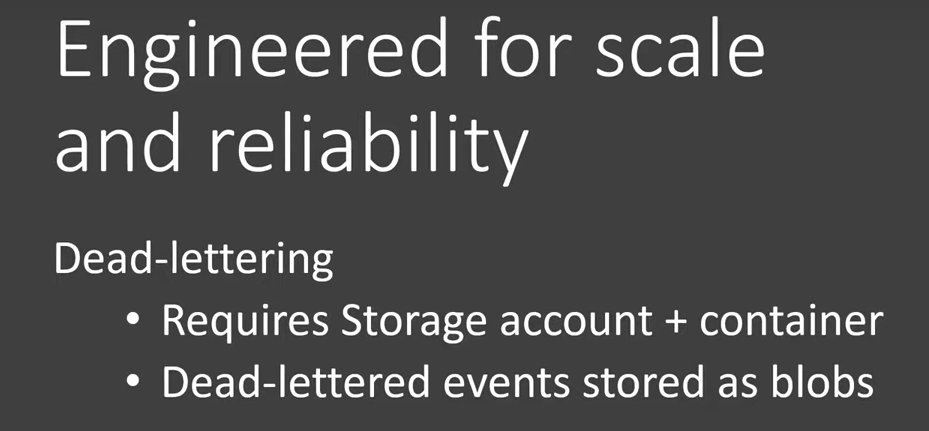 Engineered for scale
and reliability
Dead-lettering
• Requires Storage account + container
• Dead-lettered events stored as blobs